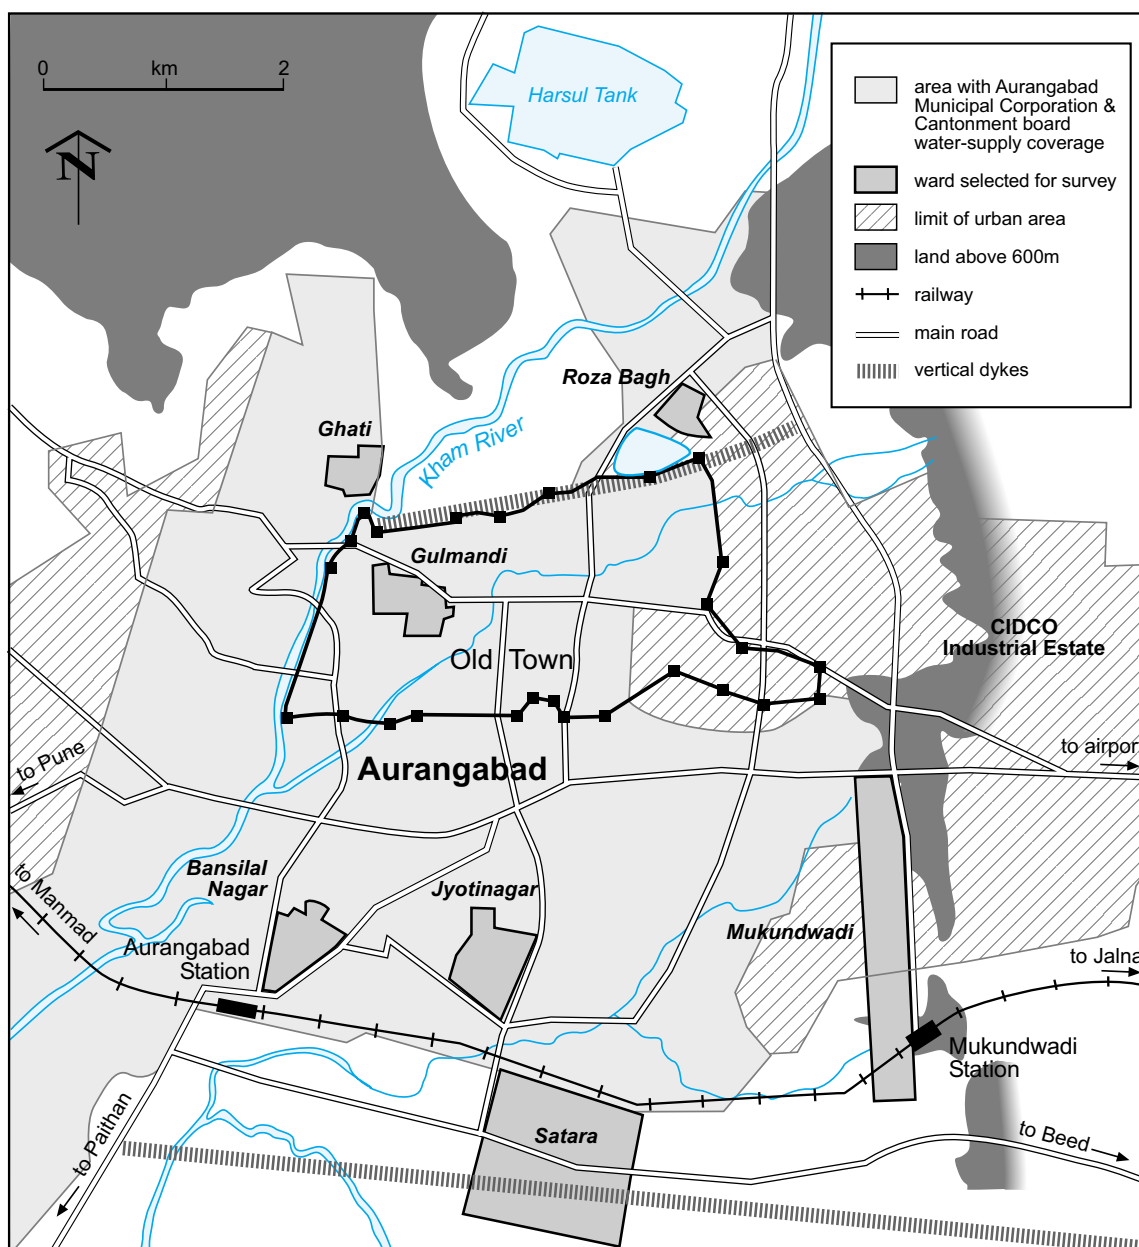 0 km 2
N
Harsul Tank
area with Aurangabad
Municipal Corporation &
Cantonment board
water-supply coverage
ward selected for survey
limit of urban area
land above 600m
railway
main road
vertical dykes
Roza Bagh
Ghati
Kham River
Gulmandi
Old Town
CIDCO
Industrial Estate
to Pune
Aurangabad
to airport
Bansilal
Nagar
Jyotinagar
to Manmad
Mukundwadi
Aurangabad
Station
to Jalna
Mukundwadi
Station
to Paithan
Satara
to Beed